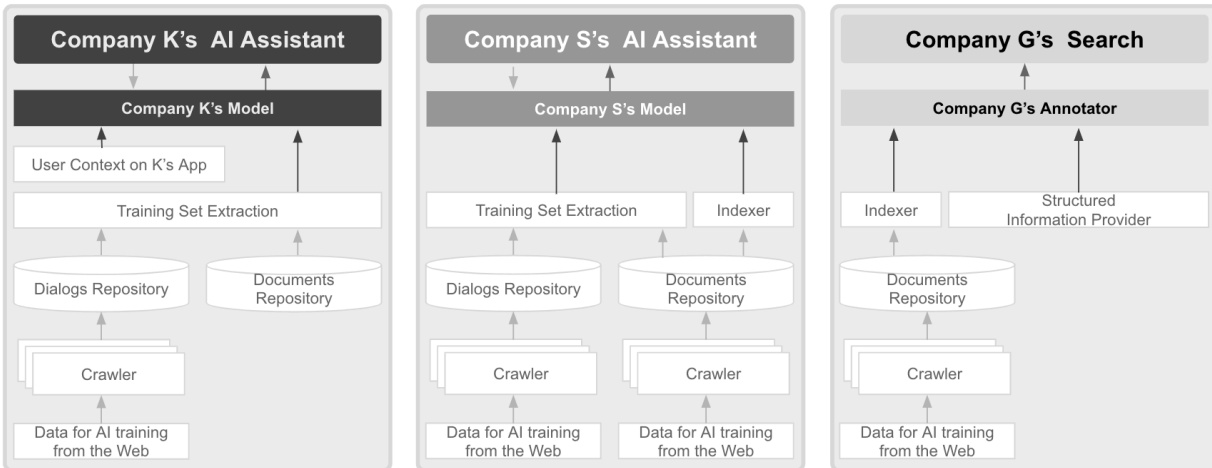 Company K's AI Assistant
Company K's Model
User Context on K's App
Training Set Extraction
Dialogs Repository
Documents
Repository
Crawler
Data for AI training
from the Web
Company S's AI Assistant
Company S's Model
Training Set Extraction
Indexer
Dialogs Repository
Documents
Repository
Crawler
Crawler
Data for AI training
from the Web
Data for AI training
from the Web
Company G's Search
Company G's Annotator
Indexer
Structured
Information Provider
Documents
Repository
Crawler
Data for AI training
from the Web